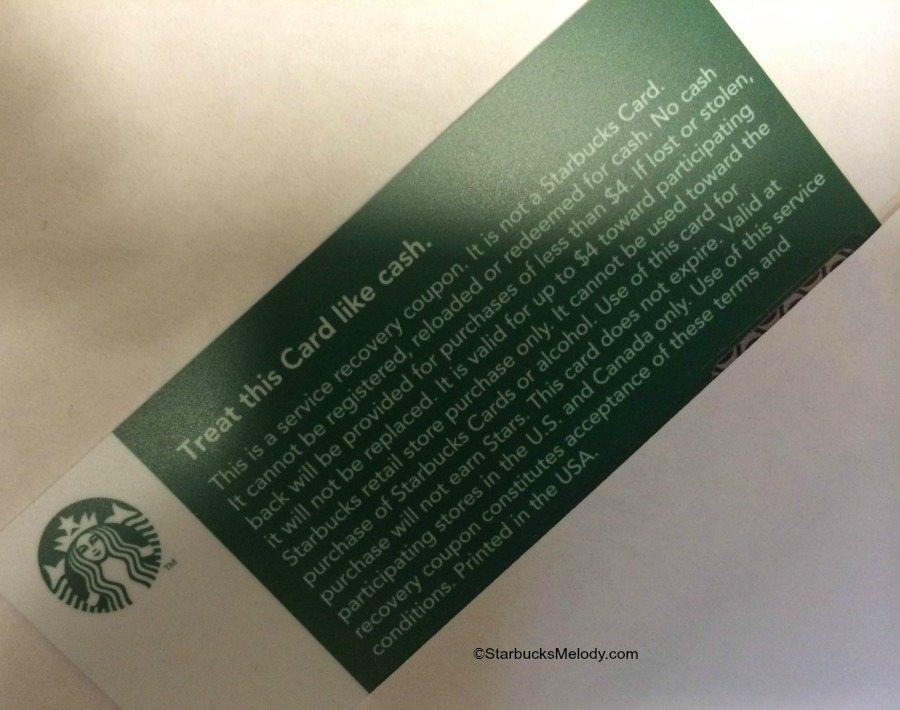 Treat this Card like cash.
This is a service recovery coupon. It is not a Starbucks Card.
It cannot be registered, reloaded or redeemed for cash. No cash
back will be provided for purchases of less than $4. If lost or stolen,
it will not be replaced. It is valid for up to $4 toward participating
Starbucks retail store purchase only. It cannot be used toward the
purchase of Starbucks Cards or alcohol. Use of this card for
purchase will not earn Stars. This card does not expire. Valid at
participating stores in the U.S. and Canada only. Use of this service
recovery coupon constitutes acceptance of these terms and
conditions. Printed in the USA.
TM
©StarbucksMelody.com